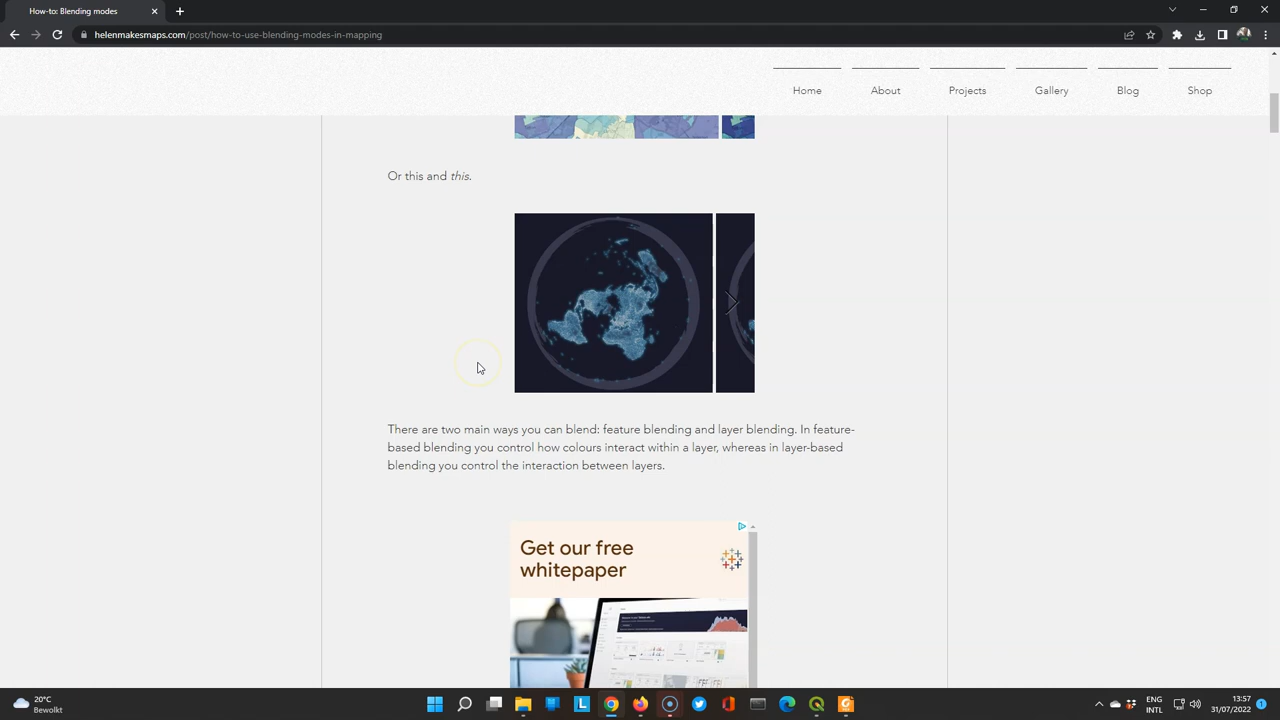 How-to: Blending modes
helenmakesmaps.com/post/how-to-use-blending-modes-in-mapping
Home
About
Projects
Gallery
Blog
Shop
Or this and this.
There are two main ways you can blend: feature blending and layer blending. In feature-
based blending you control how colours interact within a layer, whereas in layer-based
blending you control the interaction between layers.
Get our free
whitepaper
20°C
Bewolkt
ENG
INTL
13:57
31/07/2022